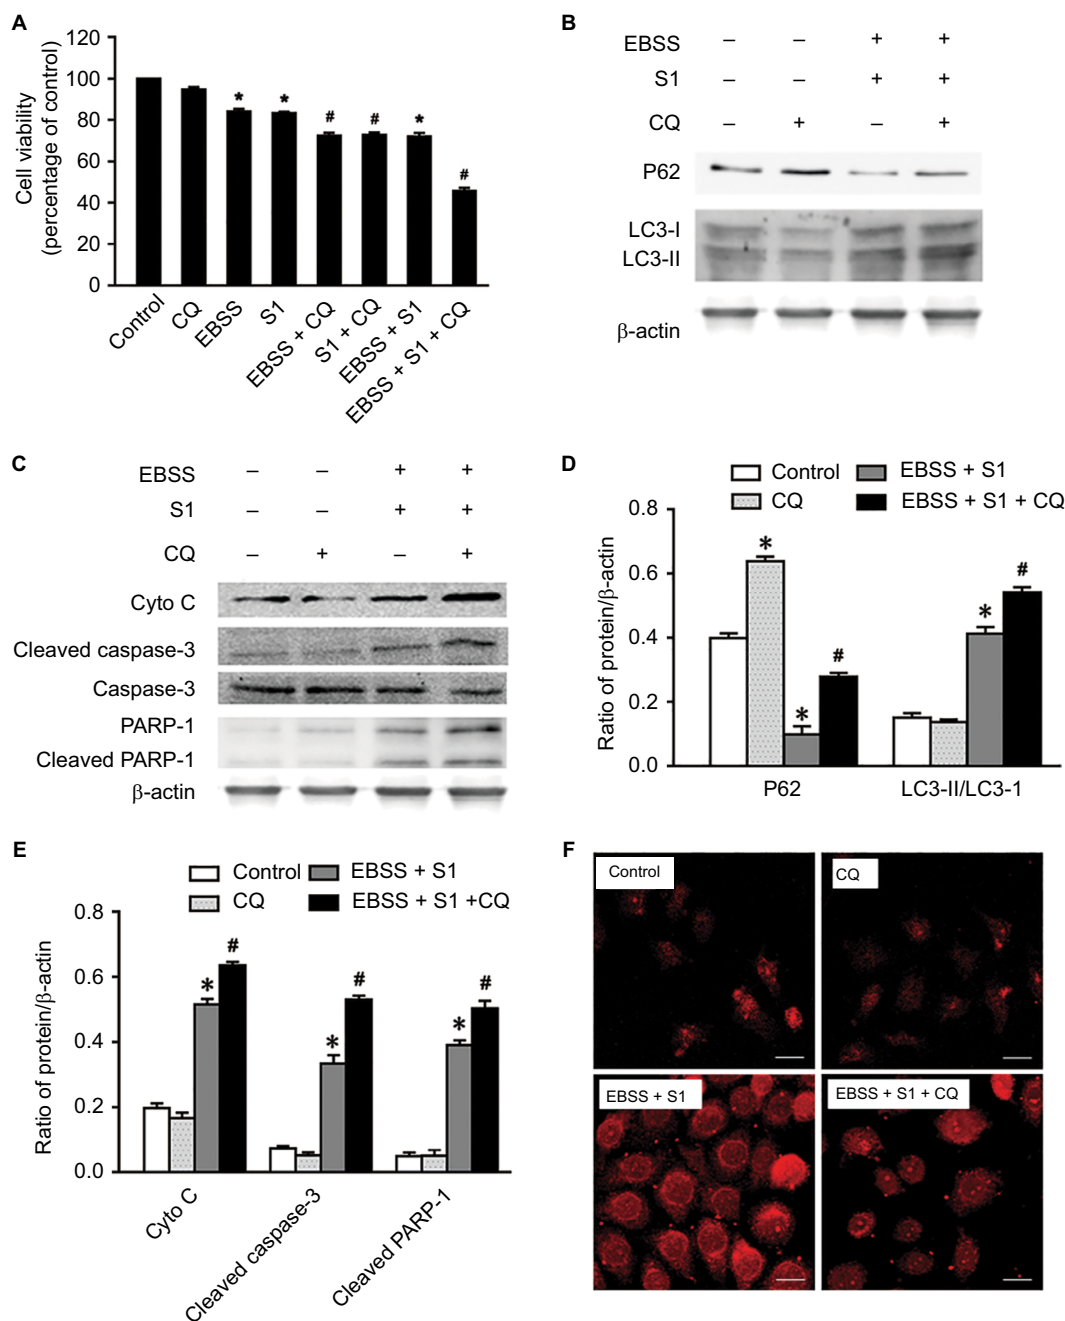 A
Cell viability
(percentage of control)
120
100
80
60
40
20
0
* * # # * #
Control
CQ
EBSS
S1
EBSS + CQ
S1 + CQ
EBSS + S1
EBSS + S1 + CQ
B
EBSS – – + +
S1 – – + +
CQ – + – +
P62
LC3-I
LC3-II
β-actin
C
EBSS – – + +
S1 – – + +
CQ – + – +
Cyto C
Cleaved caspase-3
Caspase-3
PARP-1
Cleaved PARP-1
β-actin
D
Control
EBSS + S1
CQ
EBSS + S1 + CQ
Ratio of protein/β-actin
0.8
0.6
0.4
0.2
0.0
* * # * #
P62
LC3-II/LC3-1
E
Control
EBSS + S1
CQ
EBSS + S1 +CQ
Ratio of protein/β-actin
0.8
0.6
0.4
0.2
0.0
* # * # * #
Cyto C
Cleaved caspase-3
Cleaved PARP-1
F
Control
CQ
EBSS + S1
EBSS + S1 + CQ